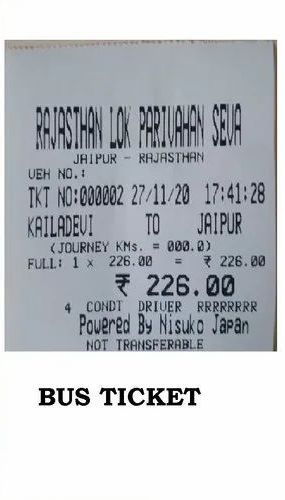 RAJASTHAN LOK PARIVAHAN SEVA
JAIPUR - RAJASTHAN
VEH NO.:
TKT NO:000002 27/11/20 17:41:28
KAILADEVI TO JAIPUR
(JOURNEY KMs. = 000.0)
FULL: 1 x 226.00 = ₹ 226.00
₹ 226.00
4 CONDT DRIVER RRRRRRRR
Powered By Nisuko Japan
NOT TRANSFERABLE
BUS TICKET